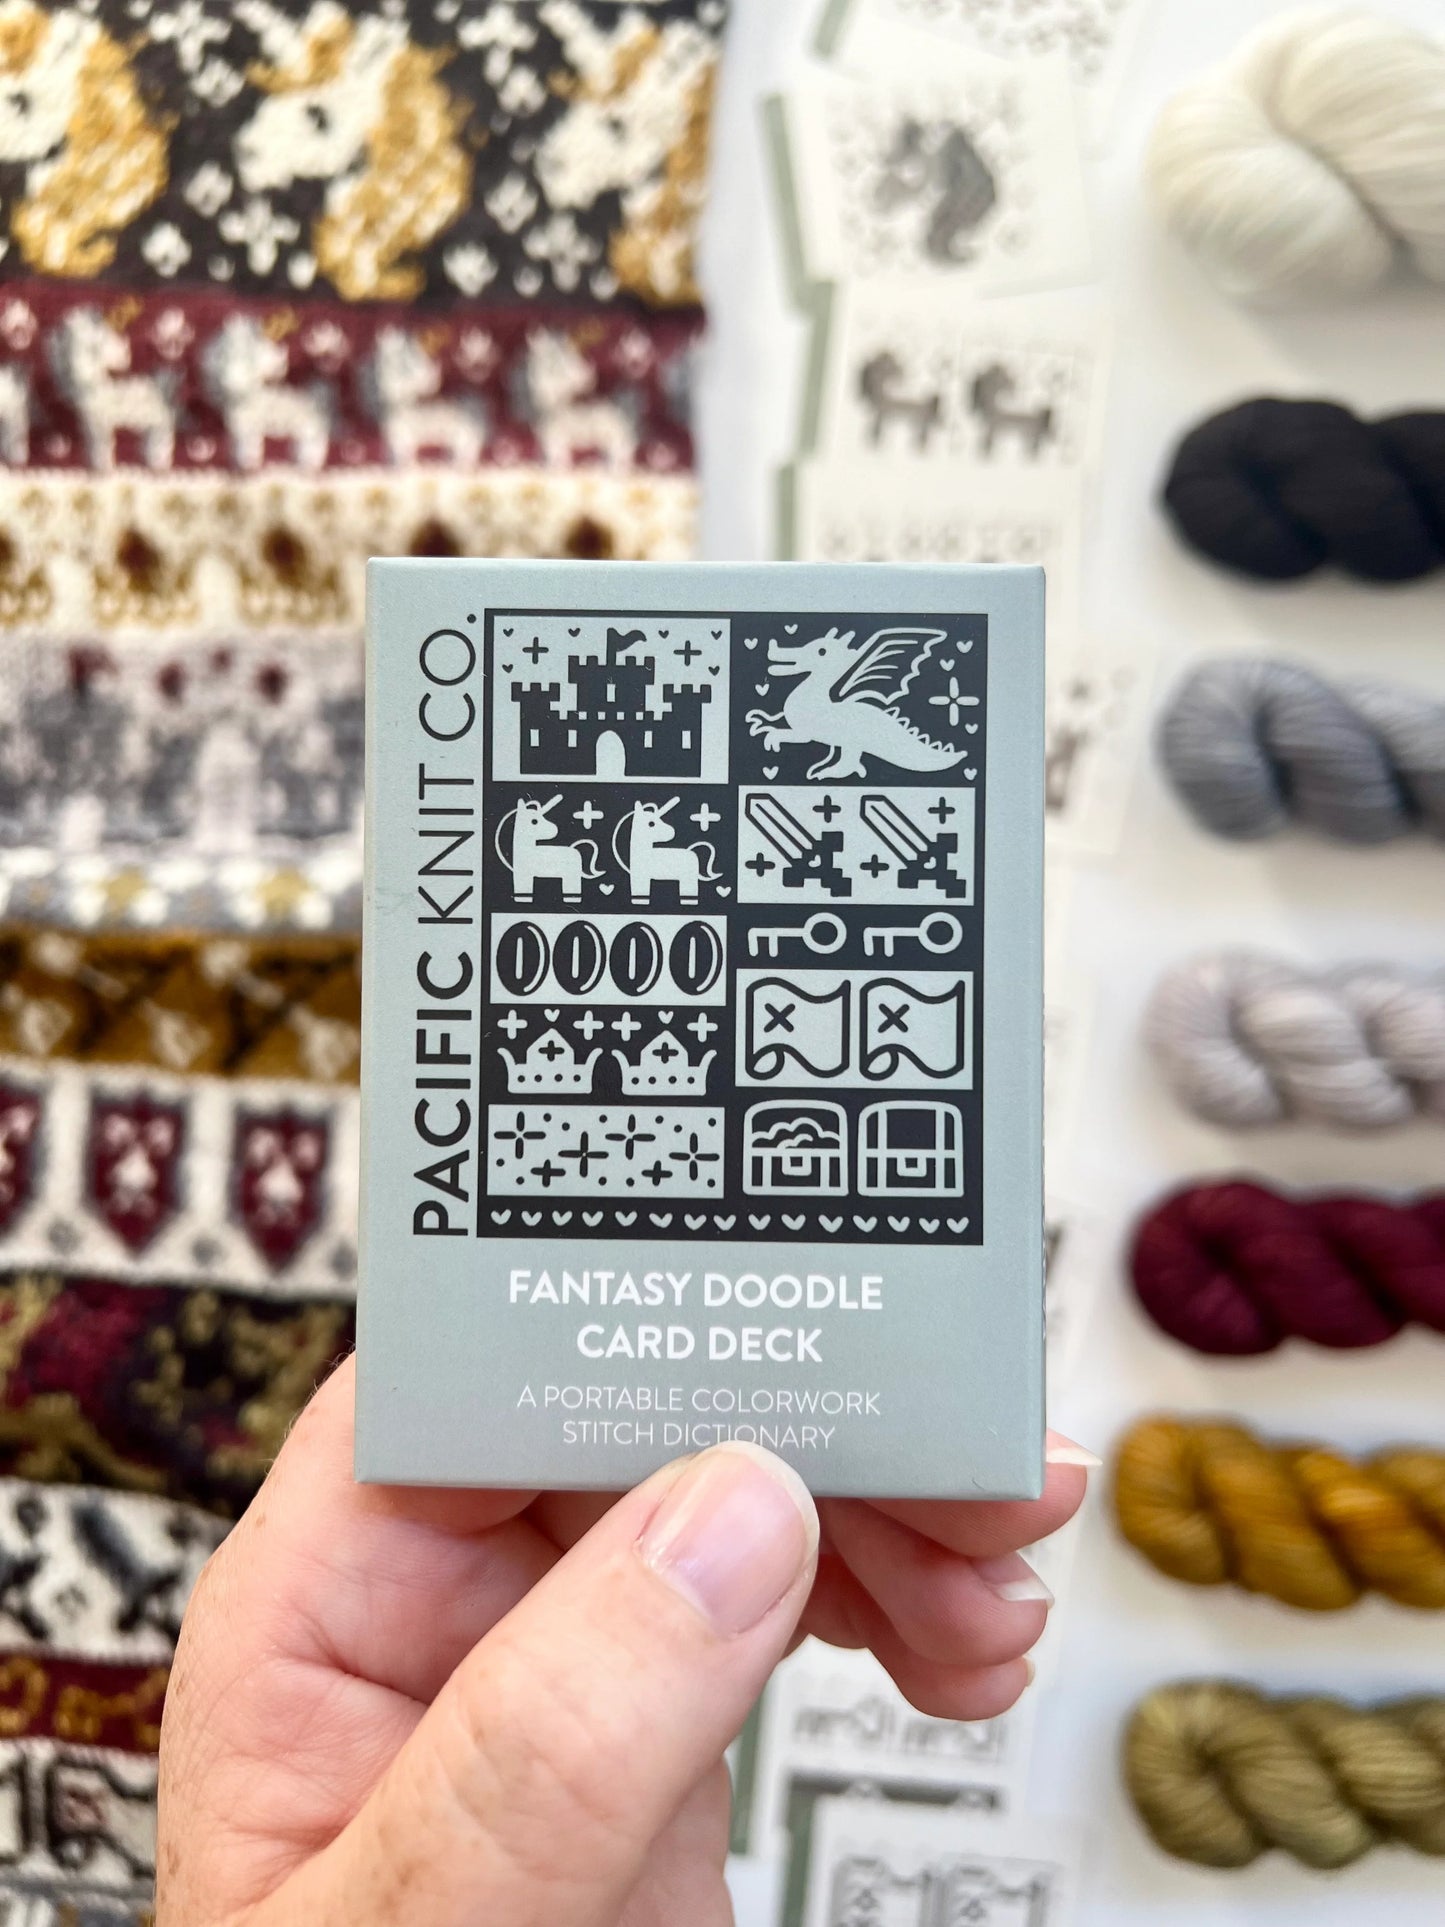 PACIFIC KNIT CO.
FANTASY DOODLE
CARD DECK
A PORTABLE COLORWORK
STITCH DICTIONARY